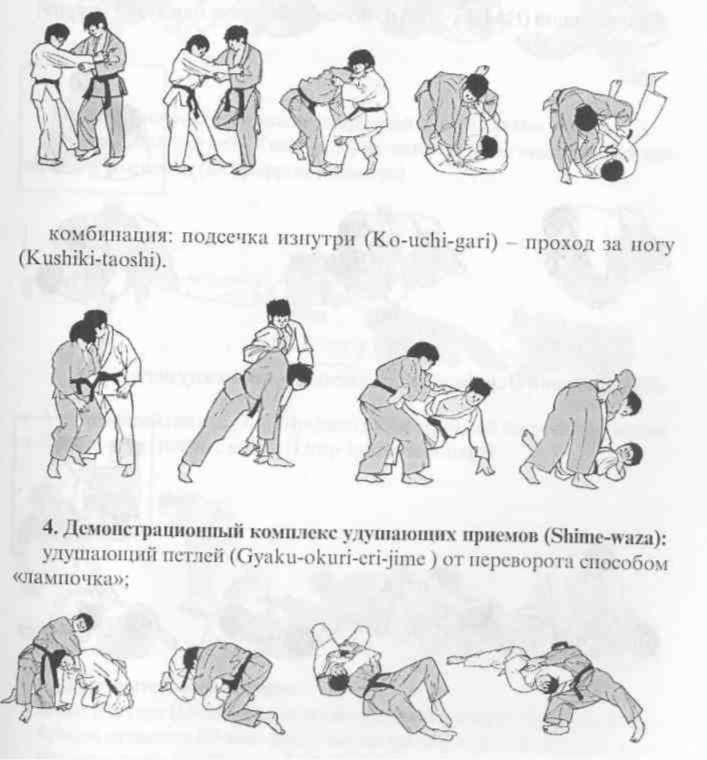 комбинация: подсечка изнутри (Ko-uchi-gari) – проход за ногу
(Kushiki-taoshi).
4. Демонстрационный комплекс удушающих приемов (Shime-waza):
удушающий петлей (Gyaku-okuri-eri-jime ) от переворота способом
«лампочка»;